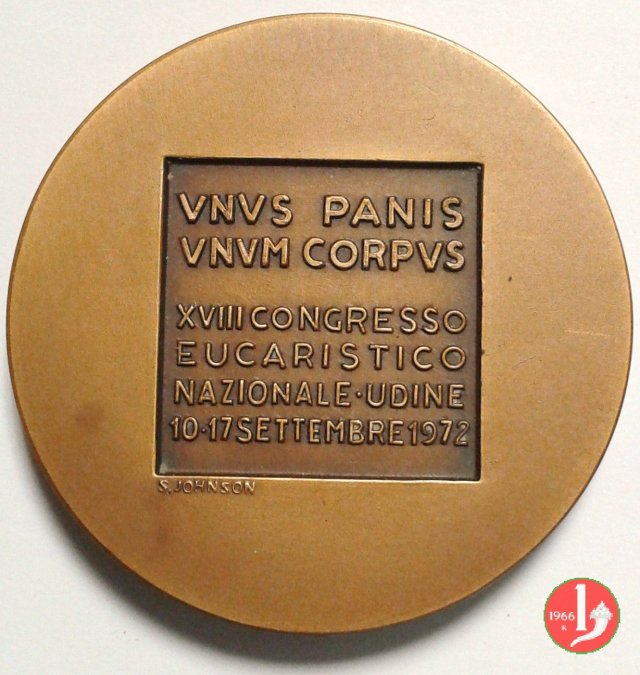 VNVS PANIS
VNVM CORPVS
XVIII CONGRESSO
EUCARISTICO
NAZIONALE·UDINE
10·17 SETTEMBRE 1972
S. JOHNSON
1966
R